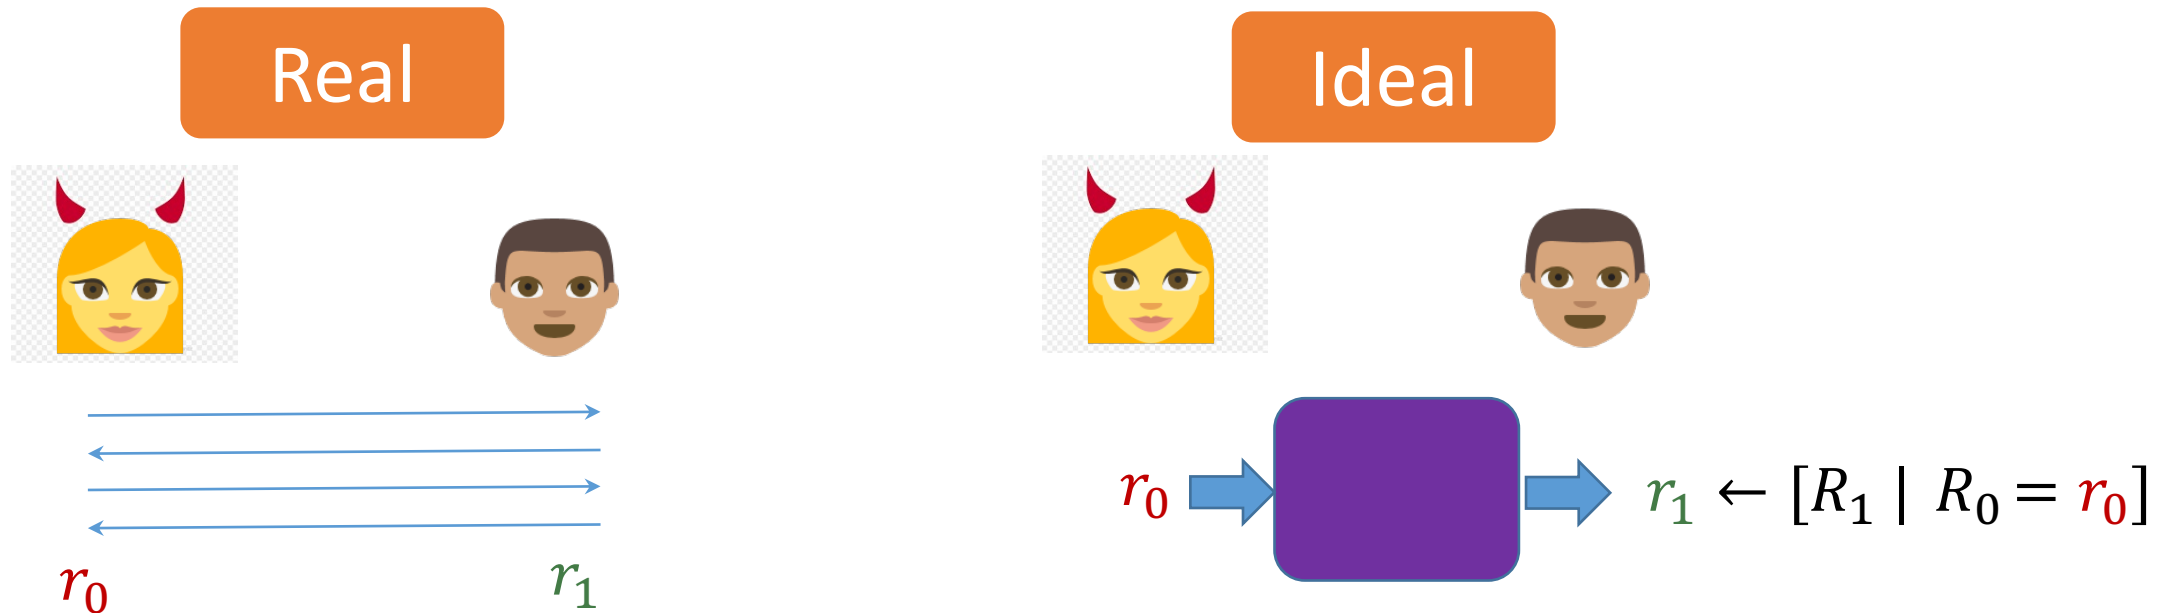 Real
Ideal
r₀ r₁
r₀
r₁ ← [R₁ | R₀ = r₀]